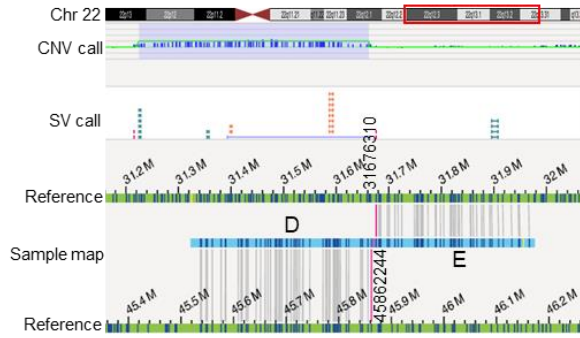 Chr 22
CNV call
SV call
31.2 M 31.3 M 31.4 M 31.5 M 31.6 M 31676310 31.7 M 31.8 M 31.9 M 32 M
Reference
D
Sample map
E
45862244
45.4 M 45.5 M 45.6 M 45.7 M 45.8 M 45.9 M 46 M 46.1 M 46.2 M
Reference